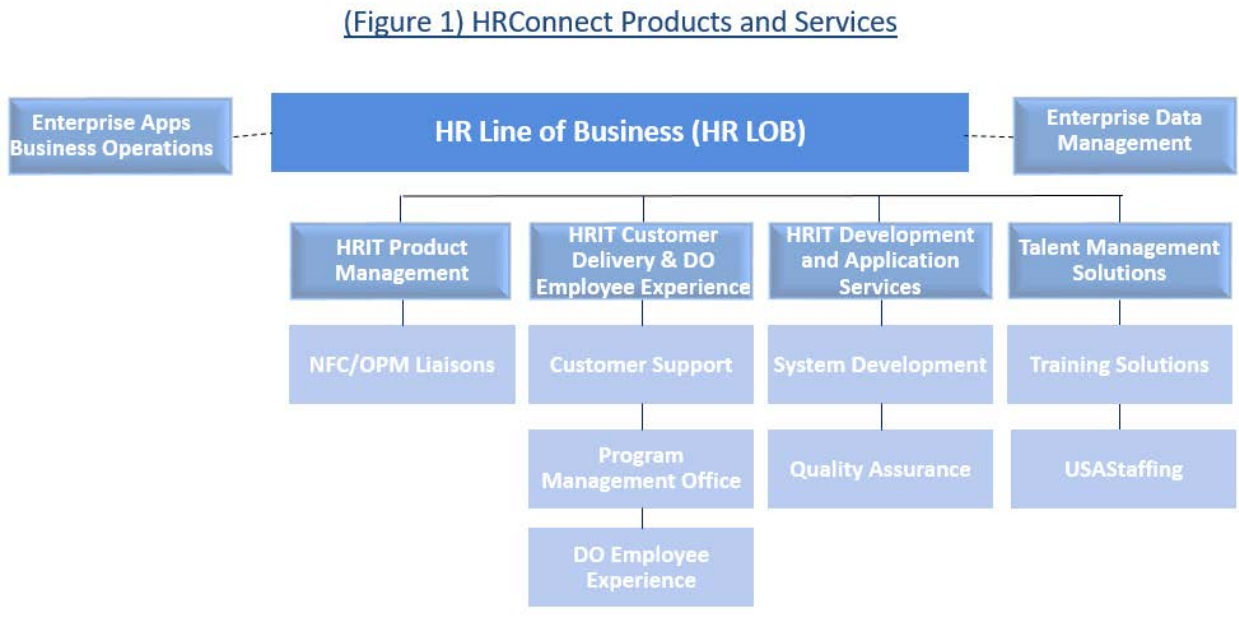 (Figure 1) HRConnect Products and Services
Enterprise Apps
Business Operations
HR Line of Business (HR LOB)
Enterprise Data
Management
HRIT Product
Management
HRIT Customer
Delivery & DO
Employee Experience
HRIT Development
and Application
Services
Talent Management
Solutions
NFC/OPM Liaisons
Customer Support
System Development
Training Solutions
Program
Management Office
Quality Assurance
USAStaffing
DO Employee
Experience